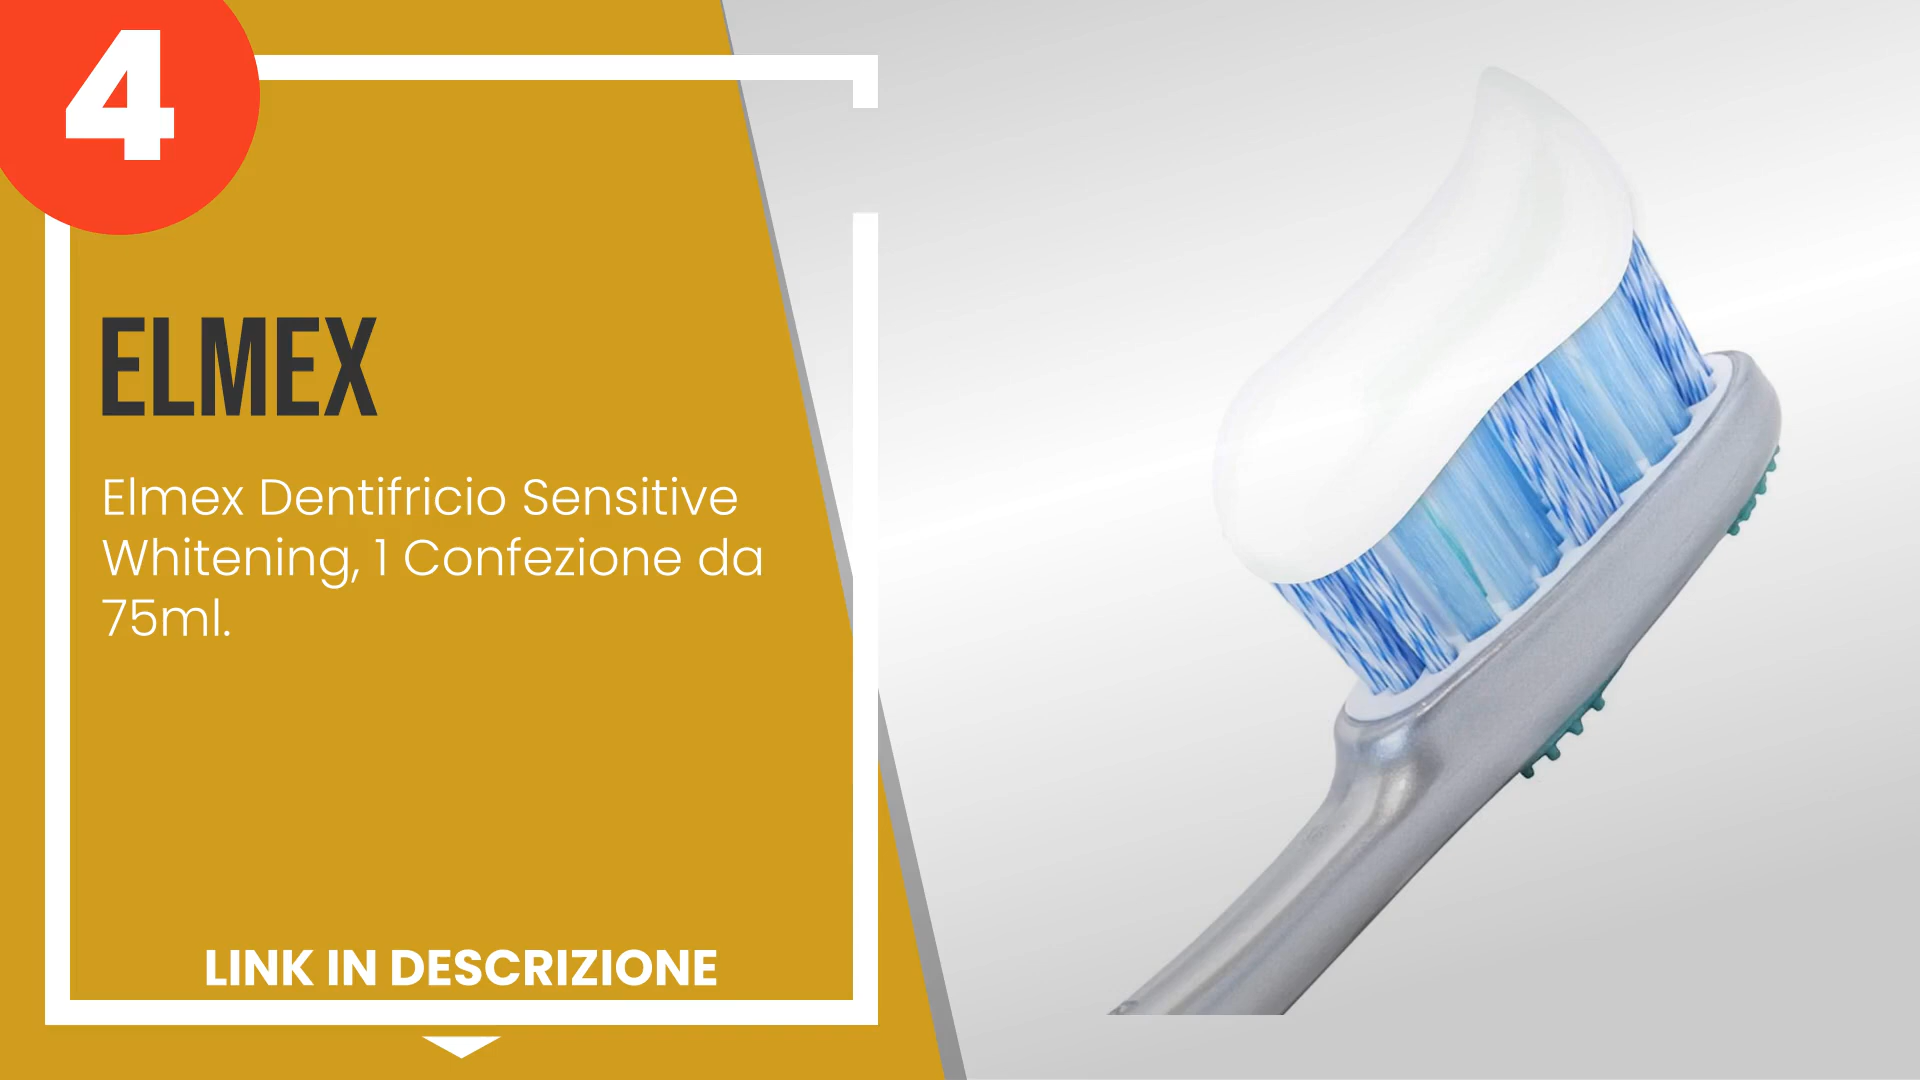 4
ELMEX
Elmex Dentifricio Sensitive
Whitening, 1 Confezione da
75ml.
LINK IN DESCRIZIONE